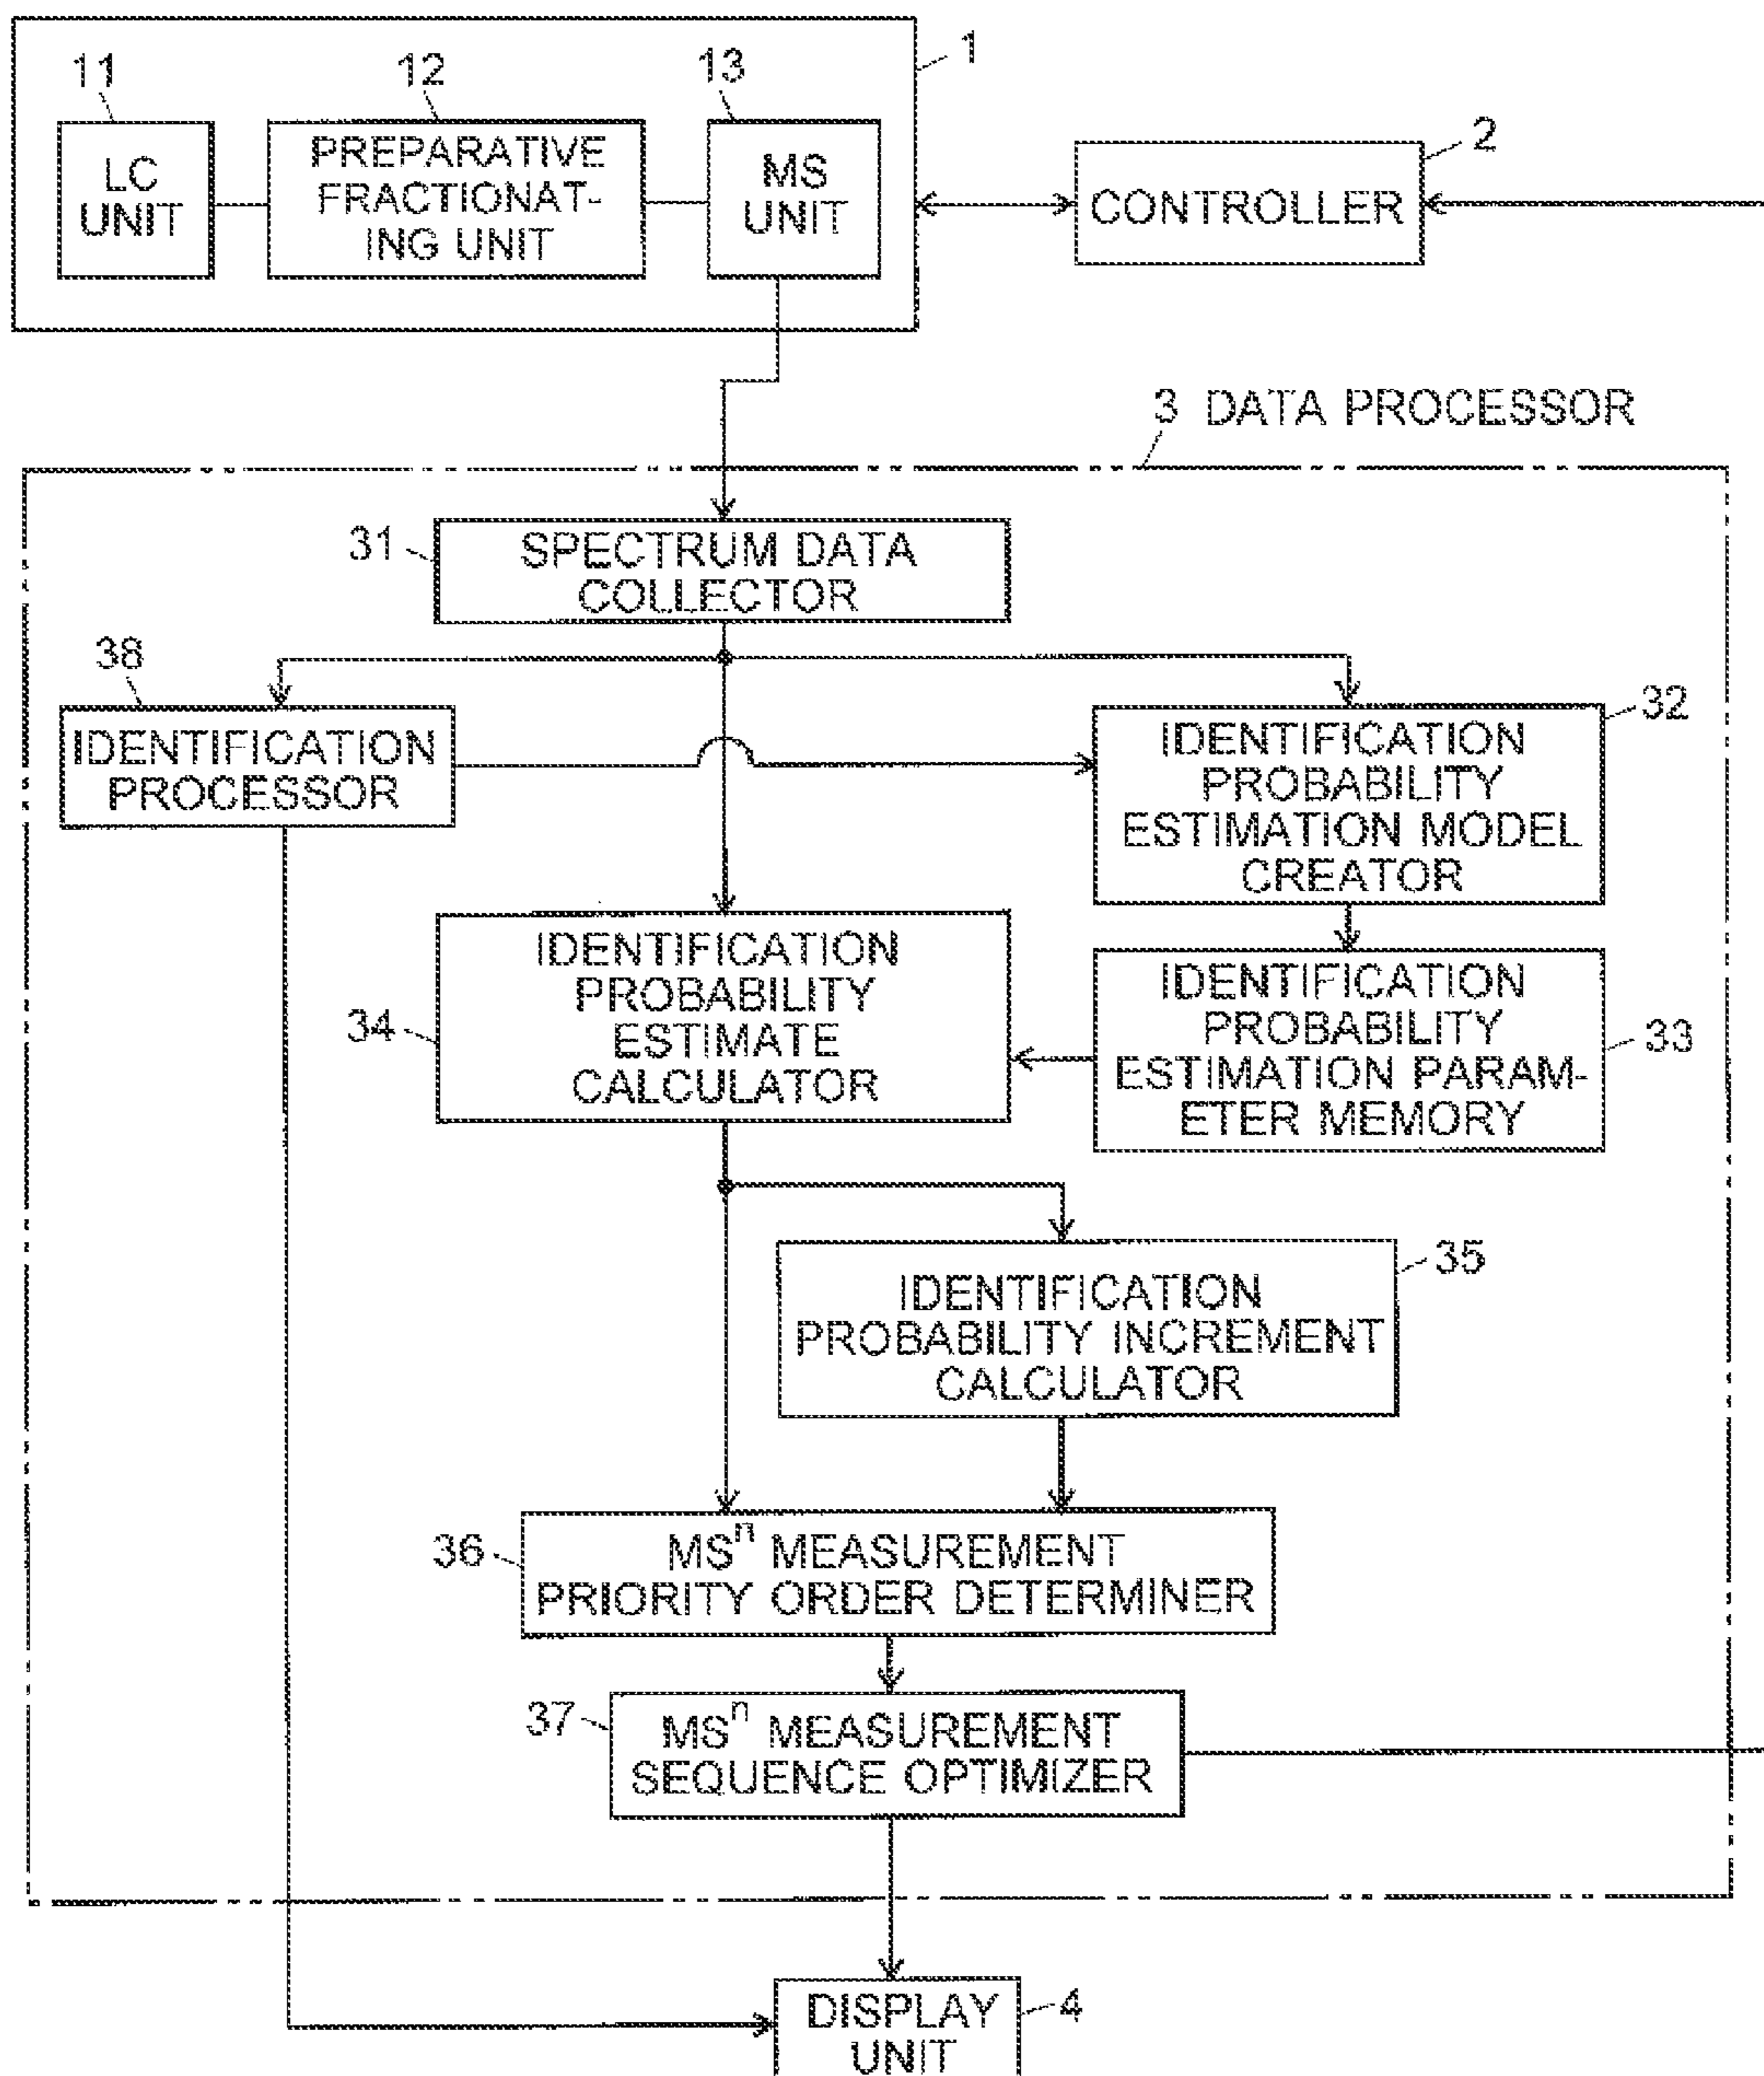 1
11
12
13
LC
UNIT
PREPARATIVE
FRACTIONAT-
ING UNIT
MS
UNIT
2
CONTROLLER
3 DATA PROCESSOR
31
SPECTRUM DATA
COLLECTOR
38
IDENTIFICATION
PROCESSOR
32
IDENTIFICATION
PROBABILITY
ESTIMATION MODEL
CREATOR
34
IDENTIFICATION
PROBABILITY
ESTIMATE
CALCULATOR
33
IDENTIFICATION
PROBABILITY
ESTIMATION PARAM-
ETER MEMORY
35
IDENTIFICATION
PROBABILITY INCREMENT
CALCULATOR
36
MSⁿ MEASUREMENT
PRIORITY ORDER DETERMINER
37
MSⁿ MEASUREMENT
SEQUENCE OPTIMIZER
4
DISPLAY
UNIT